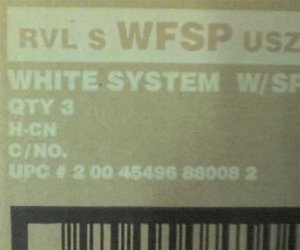 RVL S WFSP USZ
WHITE SYSTEM W/SP
QTY 3
H-CN
C/NO.
UPC # 2 00 45496 88008 2